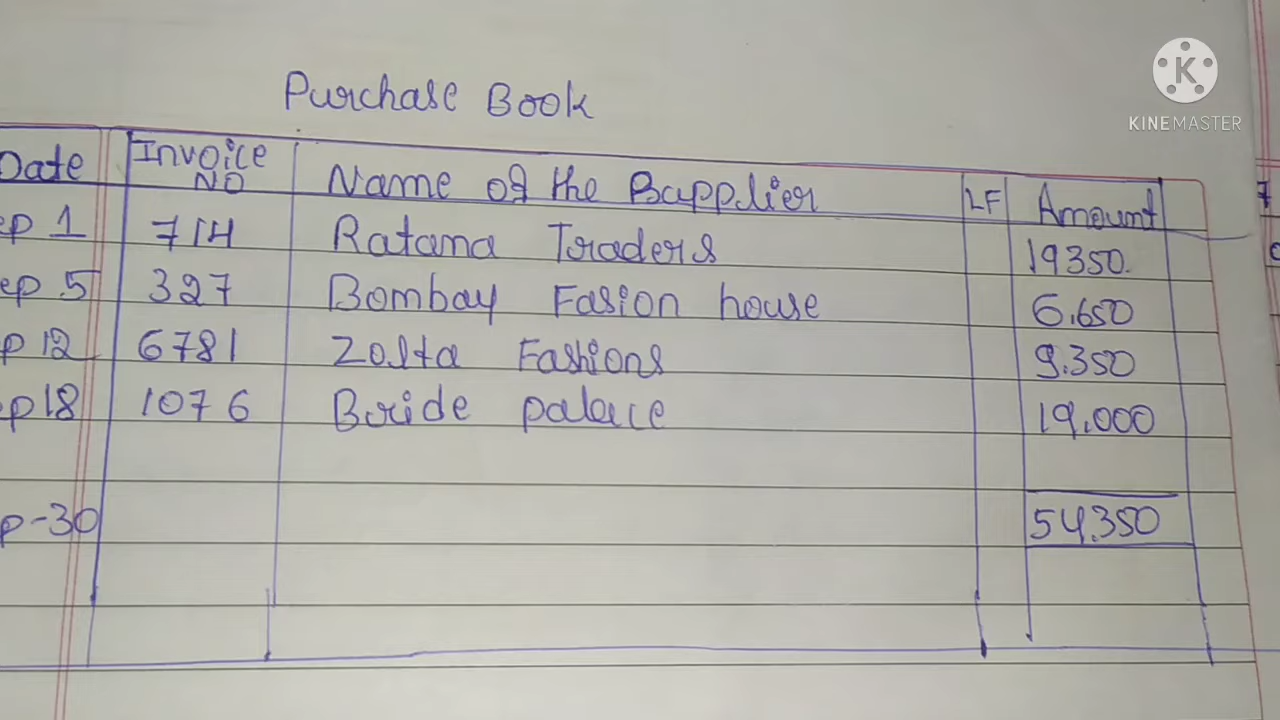 KINEMASTER
Purchase Book
Date Invoice NO Name of the Bapplier LF Amount
ep 1 714 Ratana Traders 19350.
ep 5 327 Bombay Fasion house 6.650
p 12 6781 Zolta Fashions 9.350
p 18 1076 Bride palace 19.000
p-30 54.350